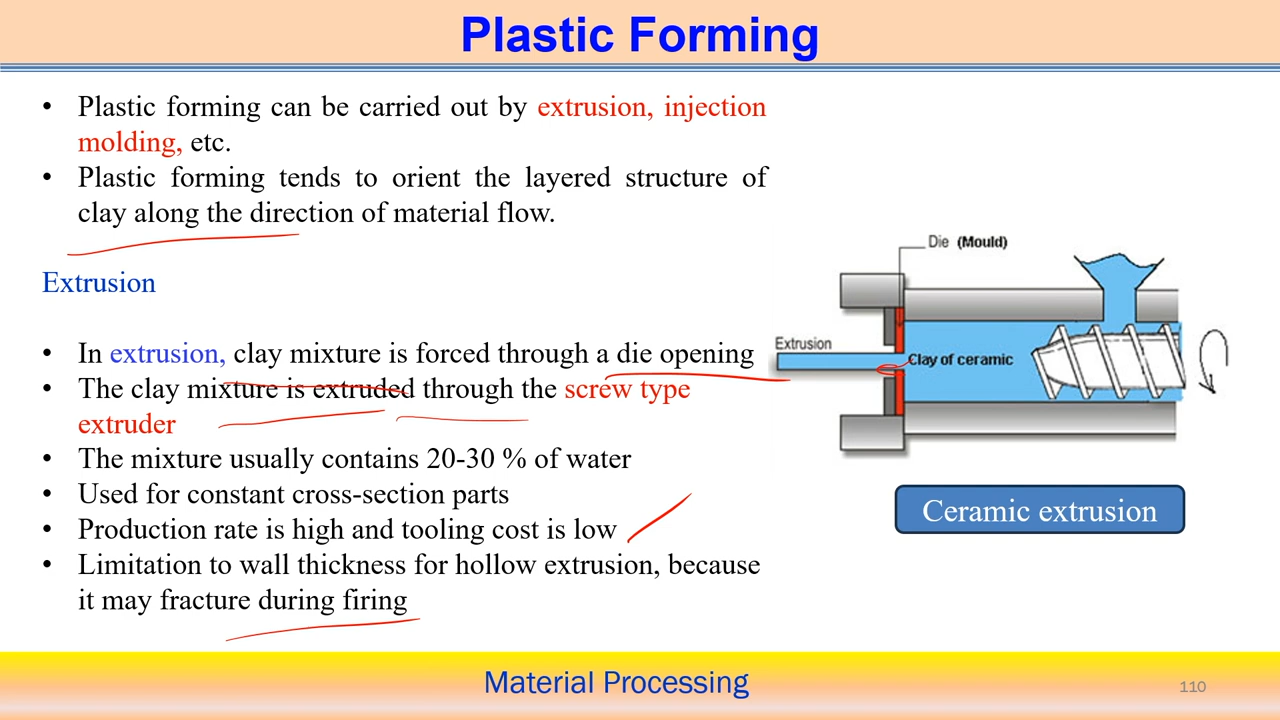 Plastic Forming
• Plastic forming can be carried out by extrusion, injection
molding, etc.
• Plastic forming tends to orient the layered structure of
clay along the direction of material flow.
Extrusion
• In extrusion, clay mixture is forced through a die opening
• The clay mixture is extruded through the screw type
extruder
• The mixture usually contains 20-30 % of water
• Used for constant cross-section parts
• Production rate is high and tooling cost is low
• Limitation to wall thickness for hollow extrusion, because
it may fracture during firing
Die (Mould)
Extrusion
Clay of ceramic
Ceramic extrusion
Material Processing
110